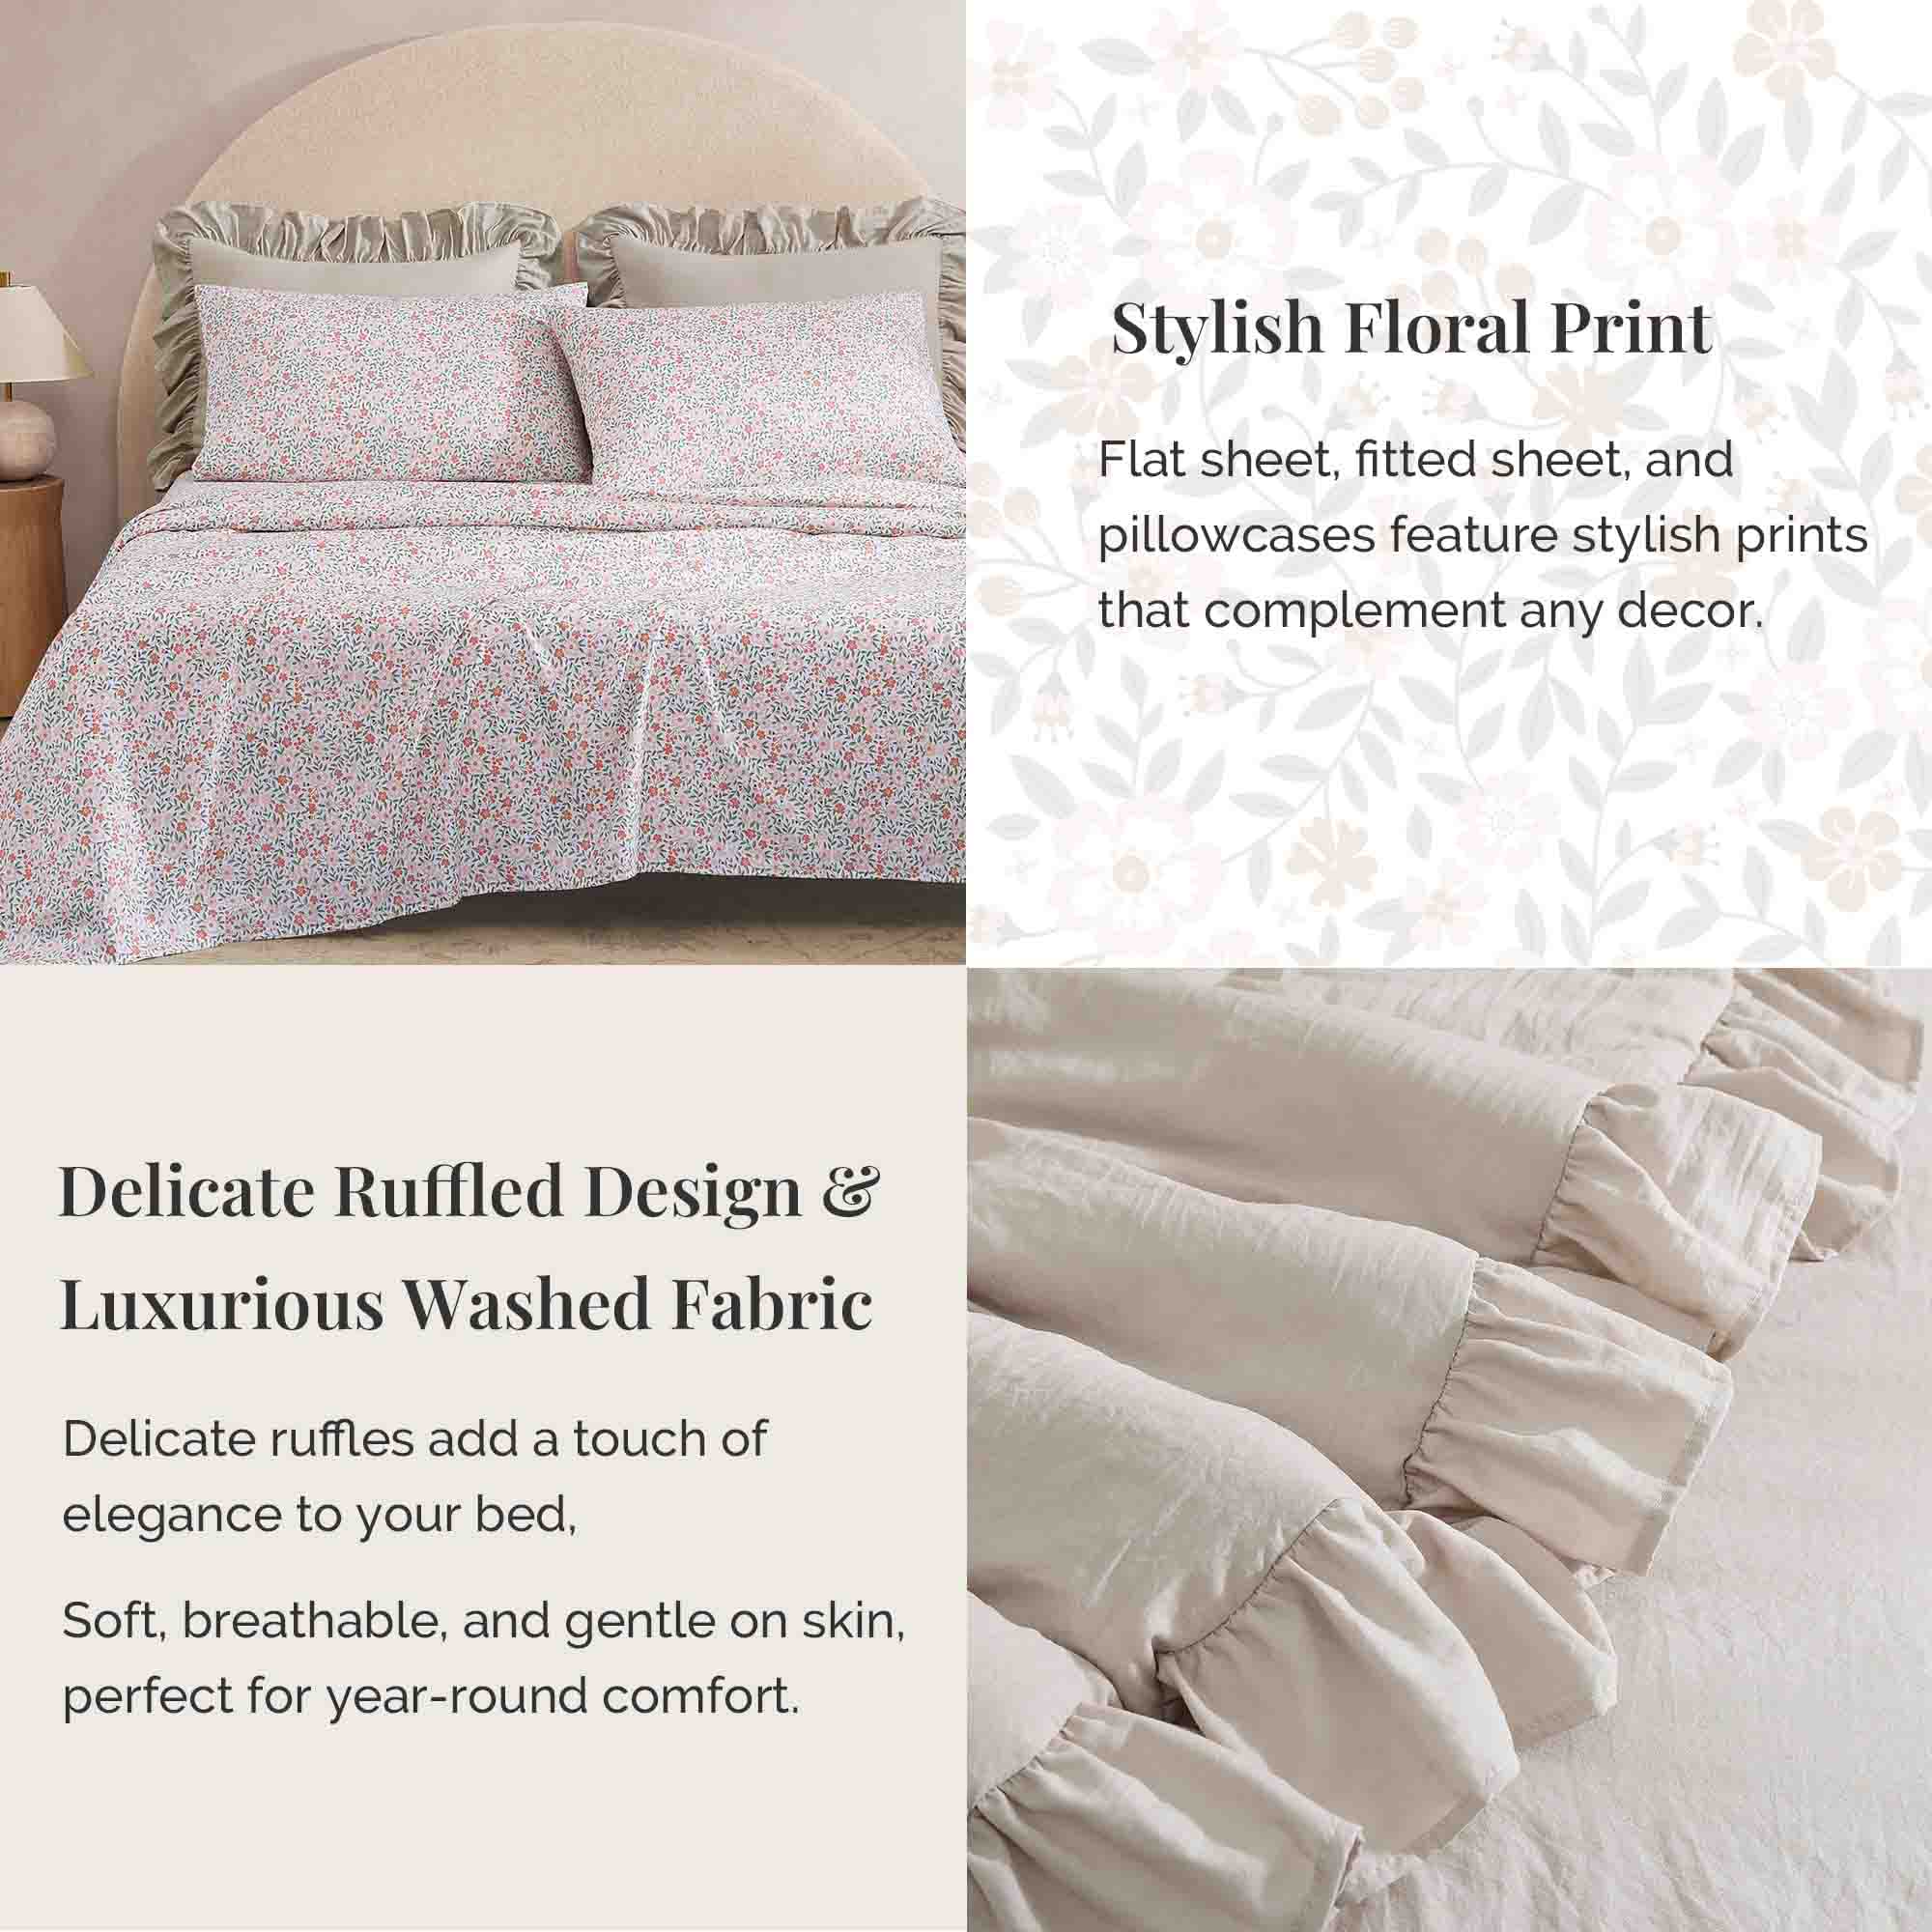 Stylish Floral Print
Flat sheet, fitted sheet, and
pillowcases feature stylish prints
that complement any decor.
Delicate Ruffled Design &
Luxurious Washed Fabric
Delicate ruffles add a touch of
elegance to your bed,
Soft, breathable, and gentle on skin,
perfect for year-round comfort.